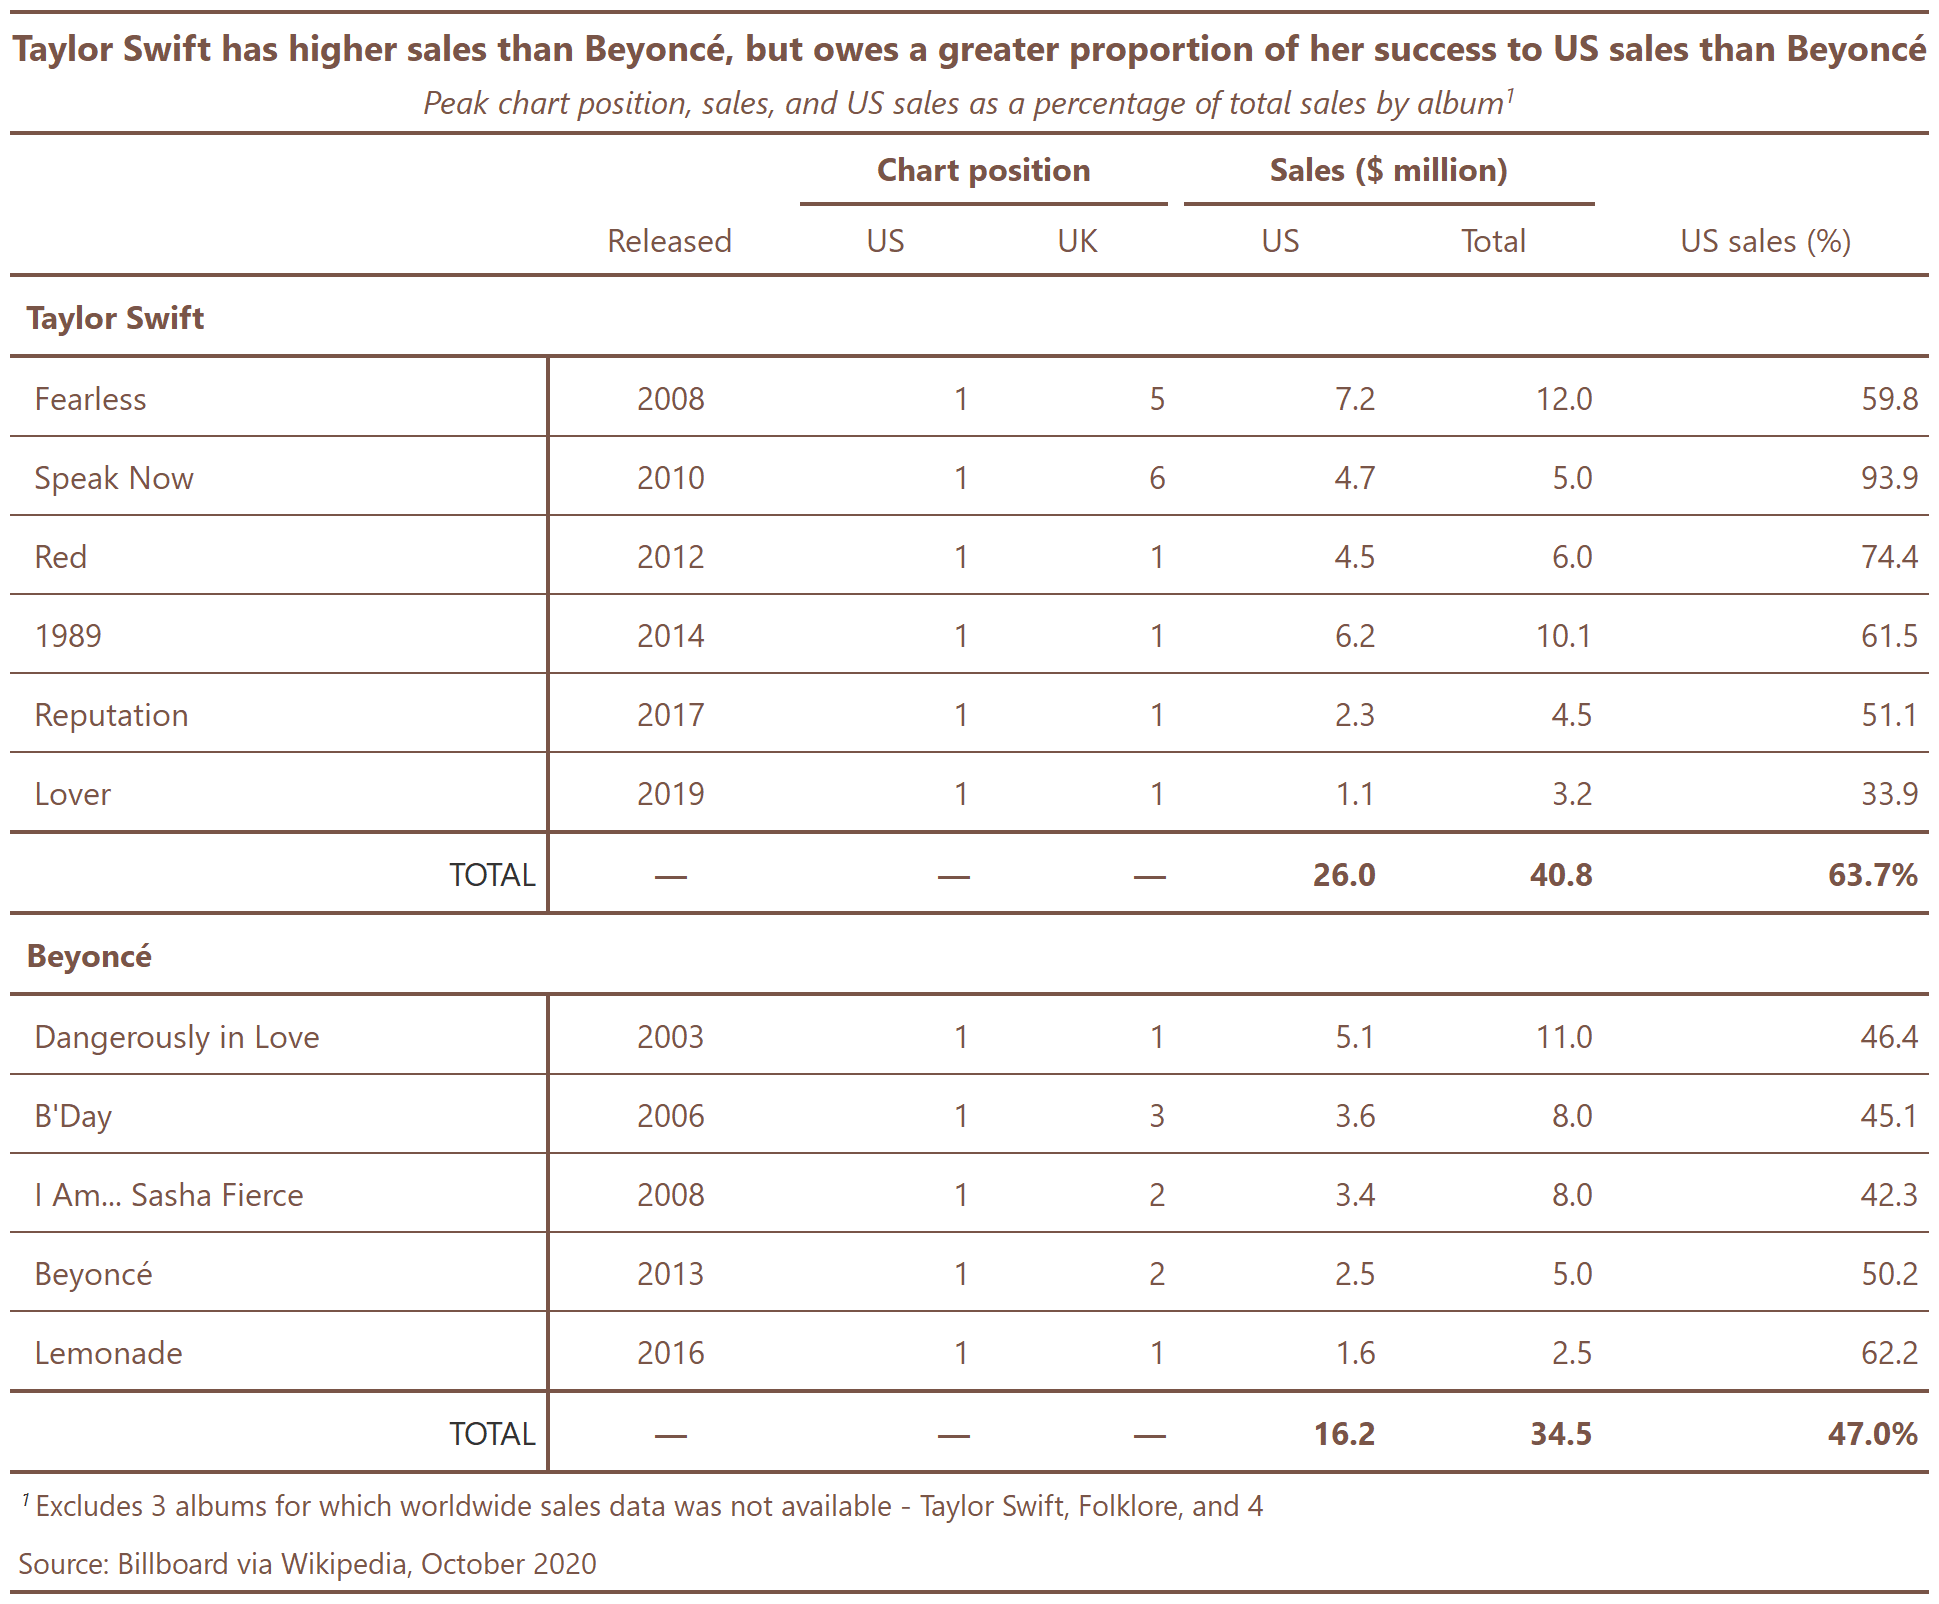 Taylor Swift has higher sales than Beyoncé, but owes a greater proportion of her success to US sales than Beyoncé
Peak chart position, sales, and US sales as a percentage of total sales by album¹
Chart position Sales ($ million)
Released US UK US Total US sales (%)
Taylor Swift
Fearless 2008 1 5 7.2 12.0 59.8
Speak Now 2010 1 6 4.7 5.0 93.9
Red 2012 1 1 4.5 6.0 74.4
1989 2014 1 1 6.2 10.1 61.5
Reputation 2017 1 1 2.3 4.5 51.1
Lover 2019 1 1 1.1 3.2 33.9
TOTAL — — — 26.0 40.8 63.7%
Beyoncé
Dangerously in Love 2003 1 1 5.1 11.0 46.4
B'Day 2006 1 3 3.6 8.0 45.1
I Am... Sasha Fierce 2008 1 2 3.4 8.0 42.3
Beyoncé 2013 1 2 2.5 5.0 50.2
Lemonade 2016 1 1 1.6 2.5 62.2
TOTAL — — — 16.2 34.5 47.0%
¹ Excludes 3 albums for which worldwide sales data was not available - Taylor Swift, Folklore, and 4
Source: Billboard via Wikipedia, October 2020